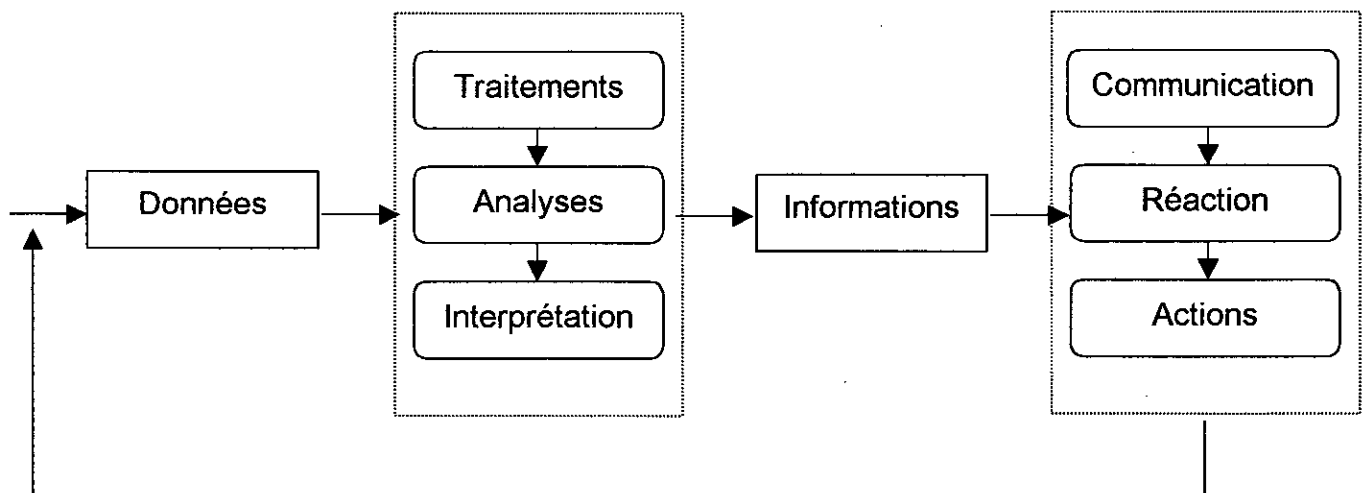 Données
Traitements
Analyses
Interprétation
Informations
Communication
Réaction
Actions